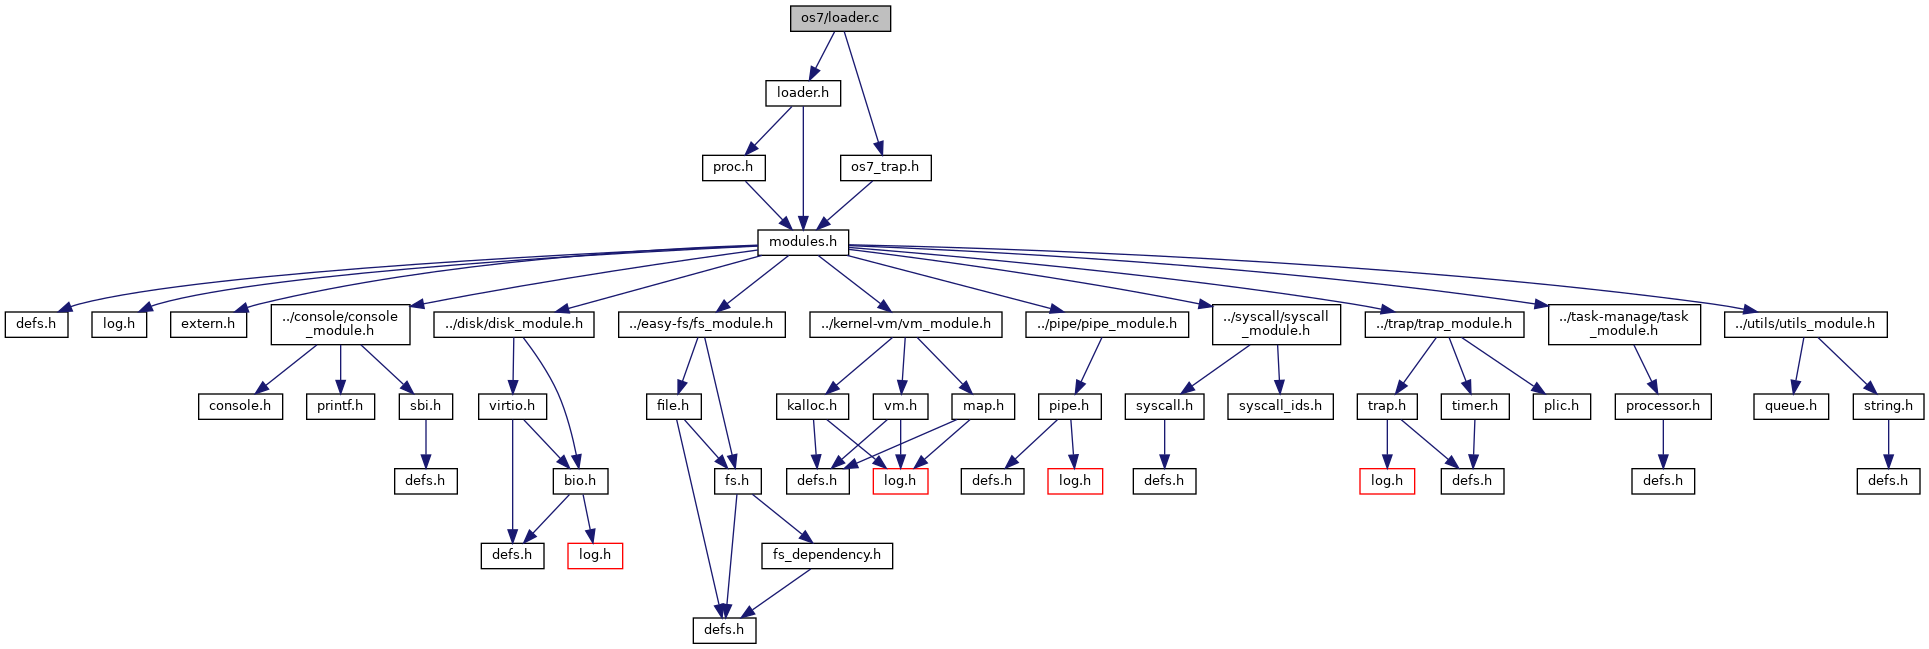 os7/loader.c
loader.h
proc.h
os7_trap.h
modules.h
defs.h
log.h
extern.h
../console/console
_module.h
../disk/disk_module.h
../easy-fs/fs_module.h
../kernel-vm/vm_module.h
../pipe/pipe_module.h
../syscall/syscall
_module.h
../trap/trap_module.h
../task-manage/task
_module.h
../utils/utils_module.h
console.h
printf.h
sbi.h
virtio.h
file.h
kalloc.h
vm.h
map.h
pipe.h
syscall.h
syscall_ids.h
trap.h
timer.h
plic.h
processor.h
queue.h
string.h
defs.h
bio.h
fs.h
defs.h
log.h
defs.h
log.h
defs.h
log.h
defs.h
defs.h
defs.h
defs.h
log.h
fs_dependency.h
defs.h